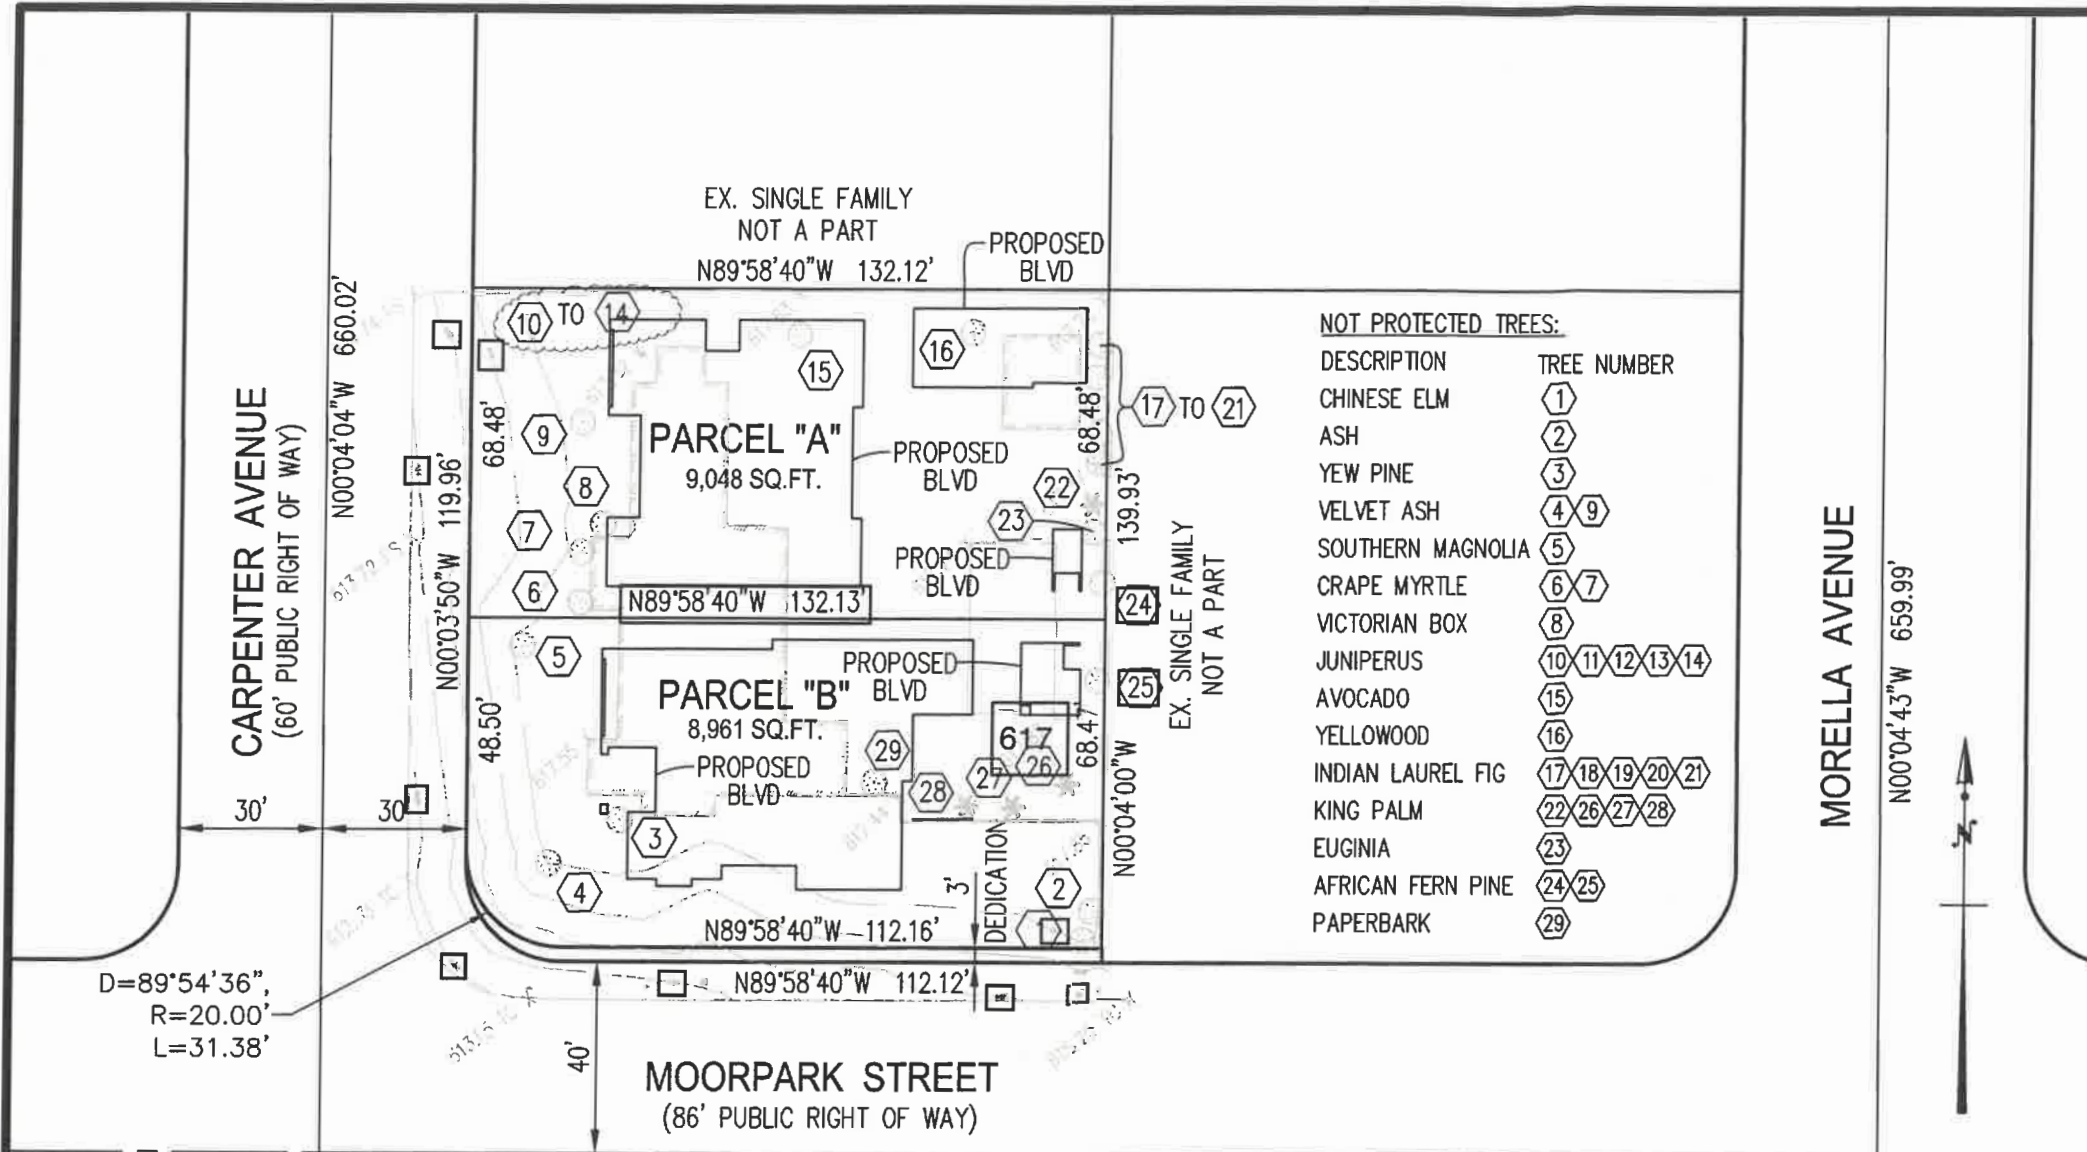 EX. SINGLE FAMILY
NOT A PART
N89°58'40"W 132.12'
PROPOSED
BLVD
10 TO 14
16
15
17 TO 21
9
8
7
6
PARCEL "A"
9,048 SQ.FT.
PROPOSED
BLVD
22
23
PROPOSED
BLVD
68.48'
68.48'
139.93'
N89°58'40"W 132.13'
24
25
EX. SINGLE FAMILY
NOT A PART
CARPENTER AVENUE
(60' PUBLIC RIGHT OF WAY)
N00°04'04"W 660.02'
N00°03'50"W 119.96'
48.50'
30'
30'
5
PARCEL "B"
8,961 SQ.FT.
PROPOSED
BLVD
PROPOSED
BLVD
617
29
28
27
26
68.47'
N00°04'00"W
3
4
2
1
3'
DEDICATION
N89°58'40"W 112.16'
N89°58'40"W 112.12'
D=89°54'36",
R=20.00'
L=31.38'
40'
MOORPARK STREET
(86' PUBLIC RIGHT OF WAY)
NOT PROTECTED TREES:
DESCRIPTION TREE NUMBER
CHINESE ELM 1
ASH 2
YEW PINE 3
VELVET ASH 4 9
SOUTHERN MAGNOLIA 5
CRAPE MYRTLE 6 7
VICTORIAN BOX 8
JUNIPERUS 10 11 12 13 14
AVOCADO 15
YELLOWOOD 16
INDIAN LAUREL FIG 17 18 19 20 21
KING PALM 22 26 27 28
EUGINIA 23
AFRICAN FERN PINE 24 25
PAPERBARK 29
MORELLA AVENUE
N00°04'43"W 659.99'
N